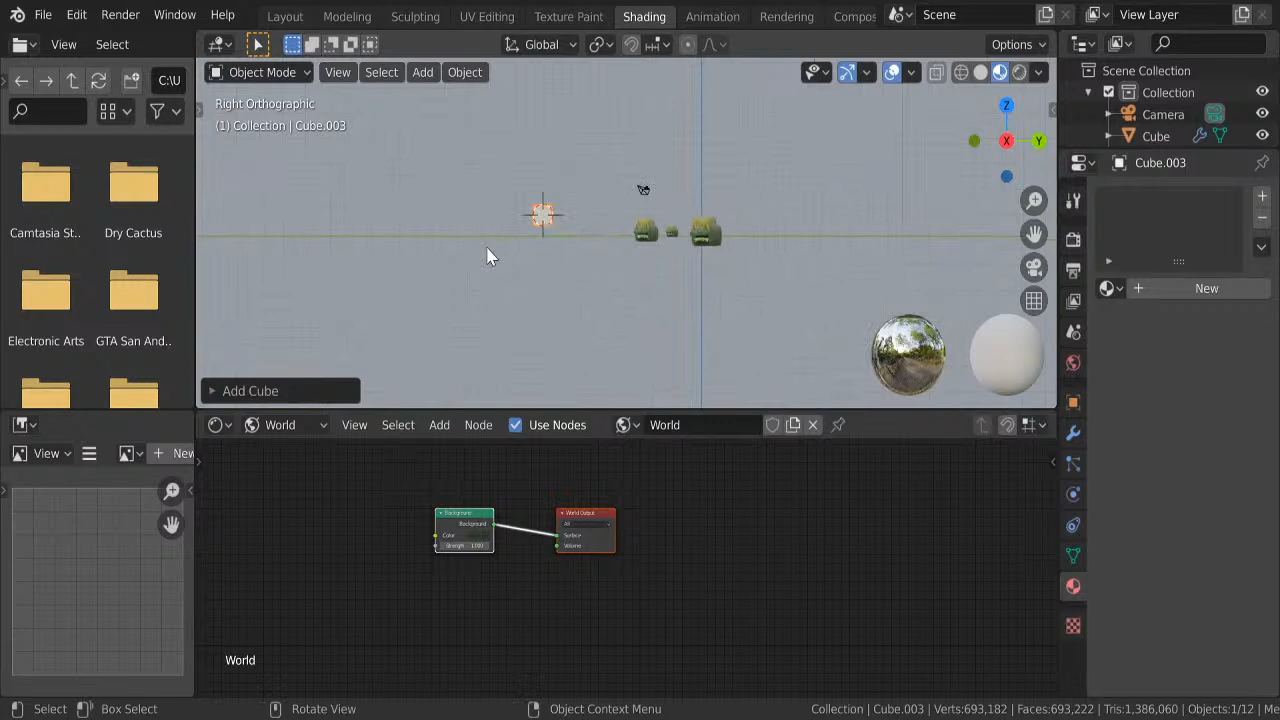 File Edit Render Window Help Layout Modeling Sculpting UV Editing Texture Paint Shading Animation Rendering Compos Scene View Layer
View Select Global Options
C:\U Object Mode View Select Add Object Scene Collection
Right Orthographic
(1) Collection | Cube.003
Collection
Camera
Cube
Z
X
Y
Cube.003
Camtasia St.. Dry Cactus
Electronic Arts GTA San And..
New
Add Cube
World View Select Add Node Use Nodes World
View New
Background
Background
Color
Strength 1.000
World Output
All
Surface
Volume
World
Select Box Select Rotate View Object Context Menu Collection | Cube.003 | Verts:693,182 | Faces:693,222 | Tris:1,386,060 | Objects:1/12 | Me